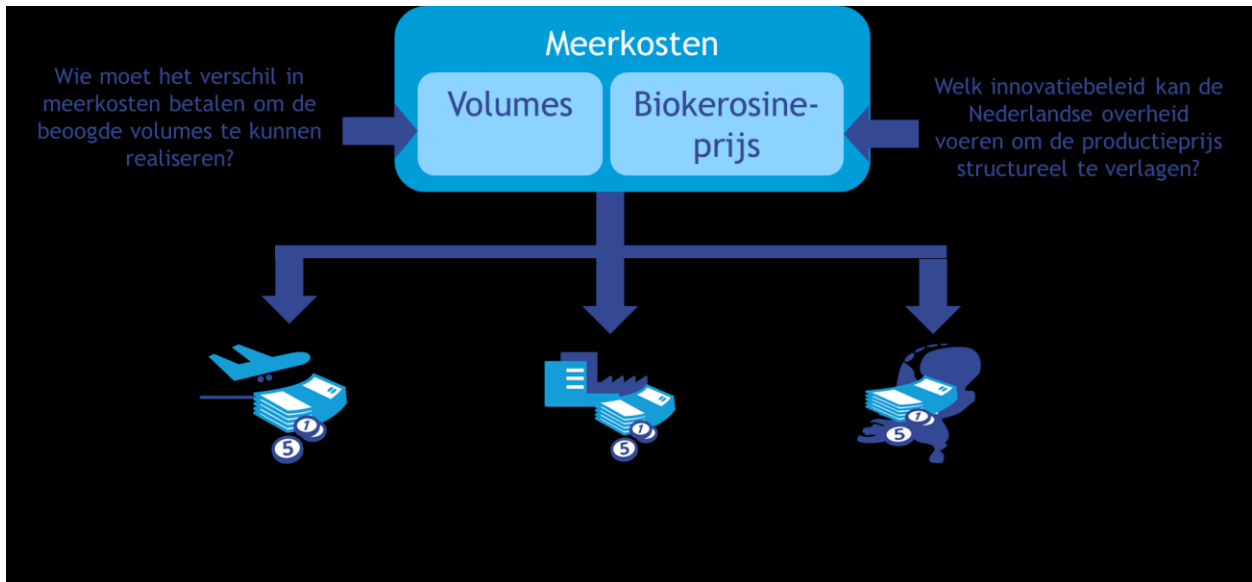 Meerkosten
Wie moet het verschil in
meerkosten betalen om de
beoogde volumes te kunnen
realiseren?
Volumes
Biokerosine-
prijs
Welk innovatiebeleid kan de
Nederlandse overheid
voeren om de productieprijs
structureel te verlagen?
1
5
1
5
1
5